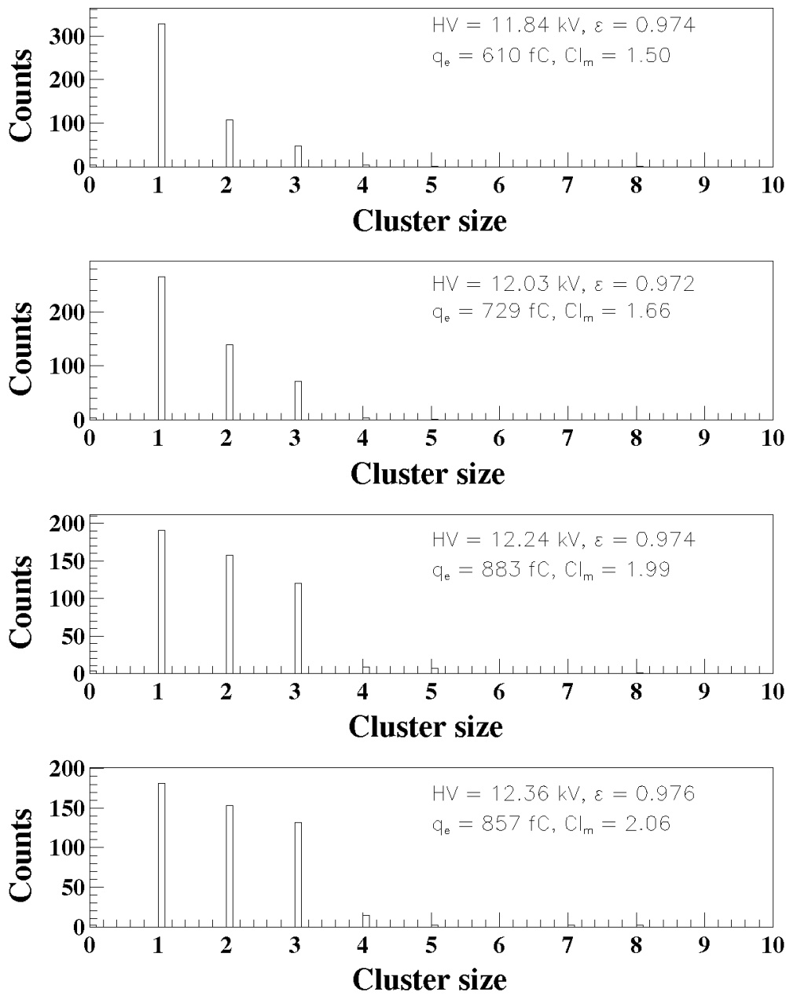 HV = 11.84 kV, ε = 0.974
qe = 610 fC, Clm = 1.50
Counts
300
200
100
0
0 1 2 3 4 5 6 7 8 9 10
Cluster size
HV = 12.03 kV, ε = 0.972
qe = 729 fC, Clm = 1.66
Counts
200
100
0
0 1 2 3 4 5 6 7 8 9 10
Cluster size
HV = 12.24 kV, ε = 0.974
qe = 883 fC, Clm = 1.99
Counts
200
150
100
50
0
0 1 2 3 4 5 6 7 8 9 10
Cluster size
HV = 12.36 kV, ε = 0.976
qe = 857 fC, Clm = 2.06
Counts
200
150
100
50
0
0 1 2 3 4 5 6 7 8 9 10
Cluster size